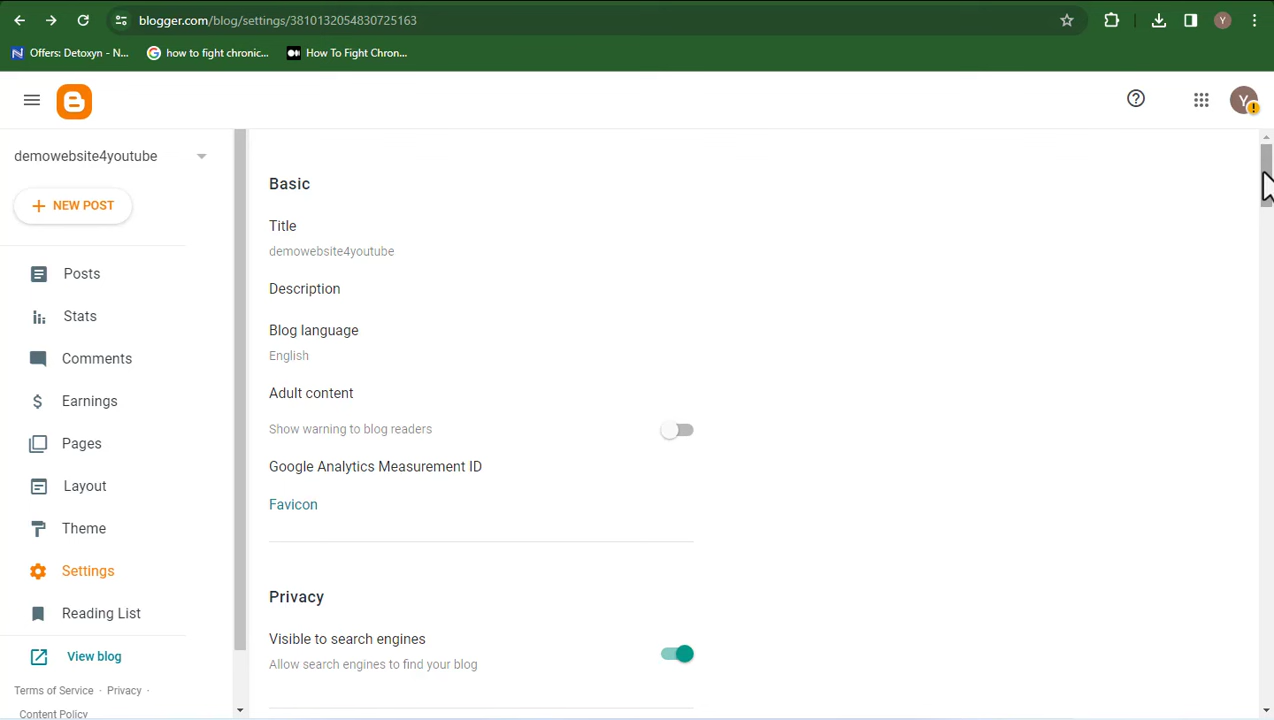 blogger.com/blog/settings/3810132054830725163
Y
N Offers: Detoxyn - N...
how to fight chronic...
How To Fight Chron...
Y
demowebsite4youtube
+ NEW POST
Posts
Stats
Comments
Earnings
Pages
Layout
Theme
Settings
Reading List
View blog
Terms of Service · Privacy ·
Content Policy
Basic
Title
demowebsite4youtube
Description
Blog language
English
Adult content
Show warning to blog readers
Google Analytics Measurement ID
Favicon
Privacy
Visible to search engines
Allow search engines to find your blog